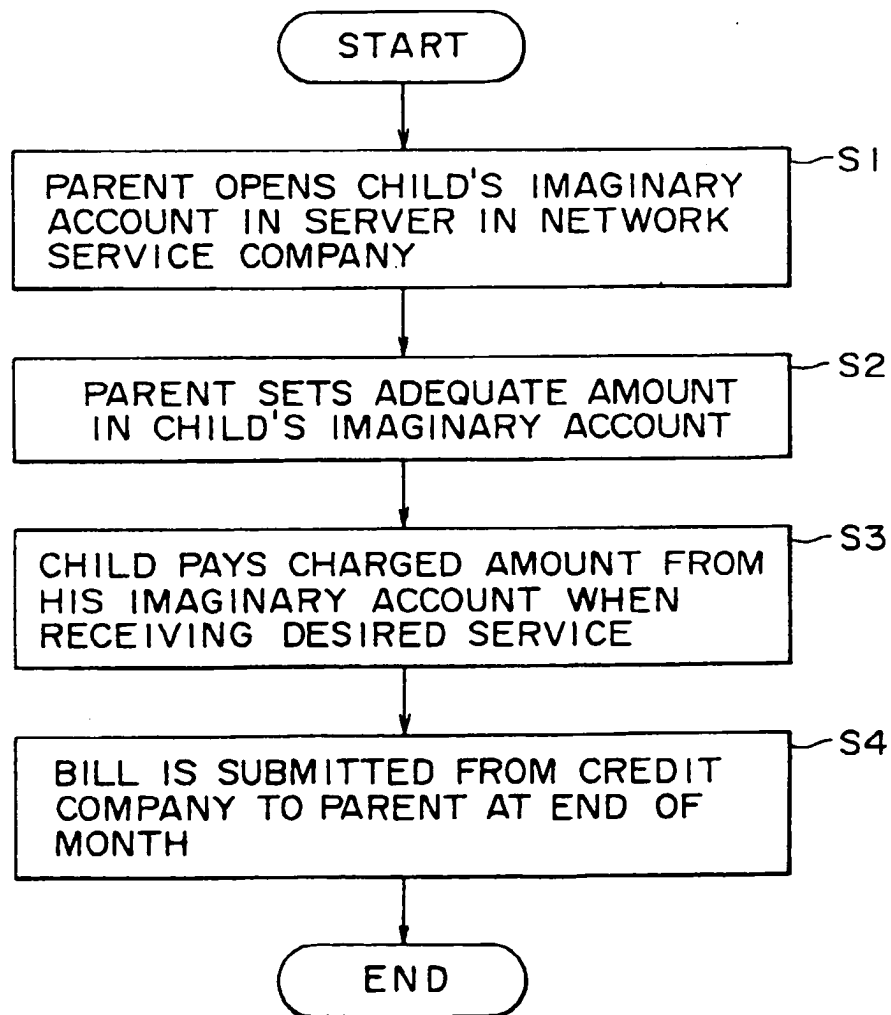 START
S1
PARENT OPENS CHILD'S IMAGINARY
ACCOUNT IN SERVER IN NETWORK
SERVICE COMPANY
S2
PARENT SETS ADEQUATE AMOUNT
IN CHILD'S IMAGINARY ACCOUNT
S3
CHILD PAYS CHARGED AMOUNT FROM
HIS IMAGINARY ACCOUNT WHEN
RECEIVING DESIRED SERVICE
S4
BILL IS SUBMITTED FROM CREDIT
COMPANY TO PARENT AT END OF
MONTH
END